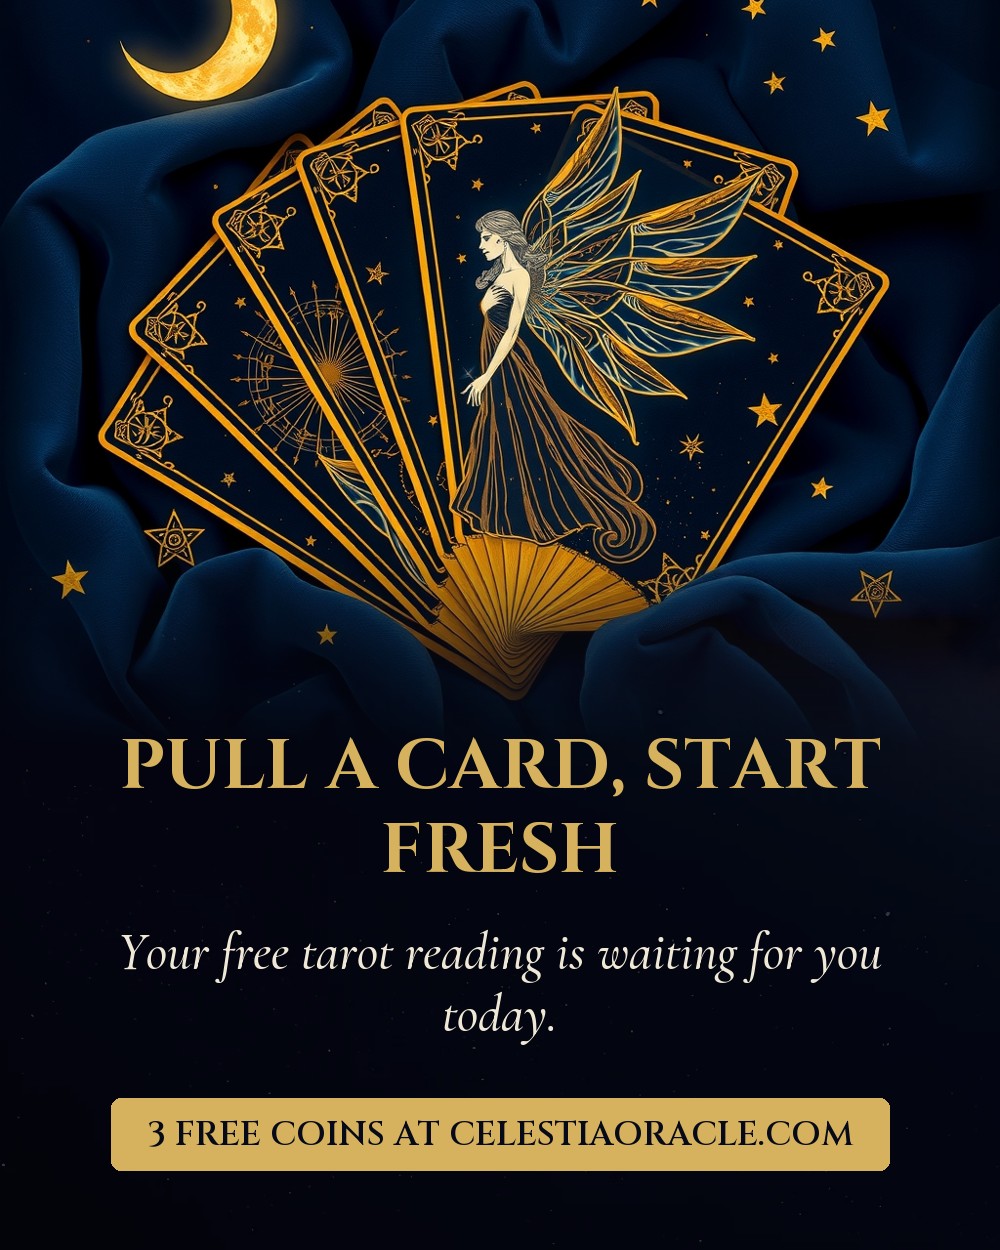 PULL A CARD, START
FRESH
Your free tarot reading is waiting for you
today.
3 FREE COINS AT CELESTIAORACLE.COM